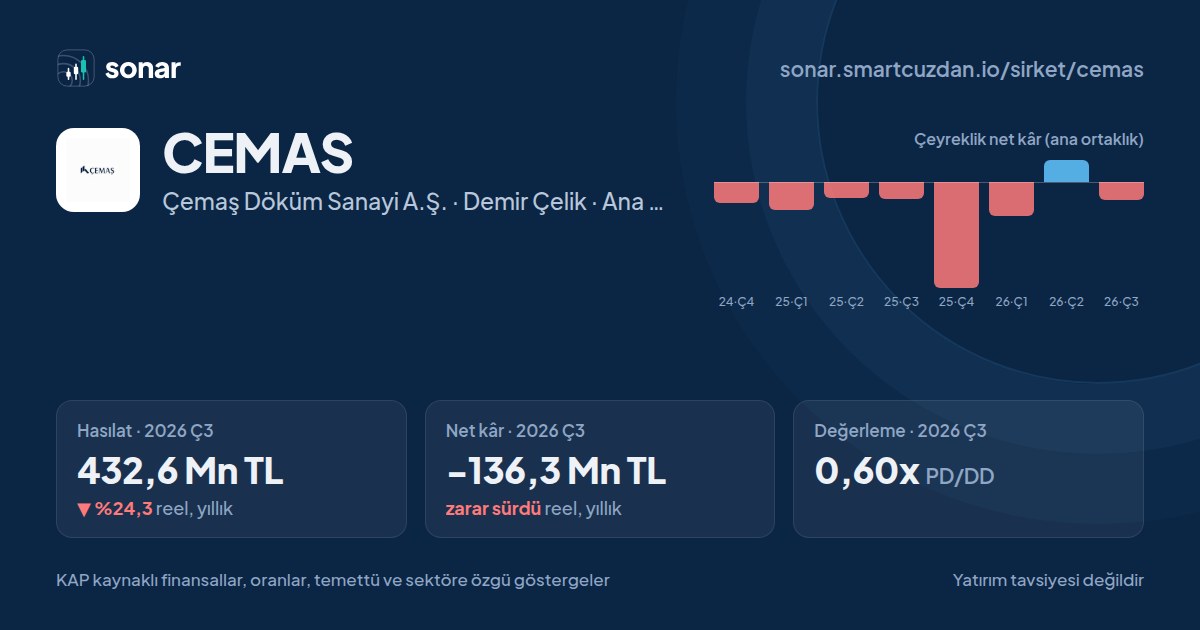 sonar
sonar.smartcuzdan.io/sirket/cemas
CEMAS
CEMAS
Çemaş Döküm Sanayi A.Ş. · Demir Çelik · Ana ...
Çeyreklik net kâr (ana ortaklık)
24·Ç4 25·Ç1 25·Ç2 25·Ç3 25·Ç4 26·Ç1 26·Ç2 26·Ç3
Hasılat · 2026 Ç3
432,6 Mn TL
▼ %24,3 reel, yıllık
Net kâr · 2026 Ç3
−136,3 Mn TL
zarar sürdü reel, yıllık
Değerleme · 2026 Ç3
0,60x PD/DD
KAP kaynaklı finansallar, oranlar, temettü ve sektöre özgü göstergeler
Yatırım tavsiyesi değildir